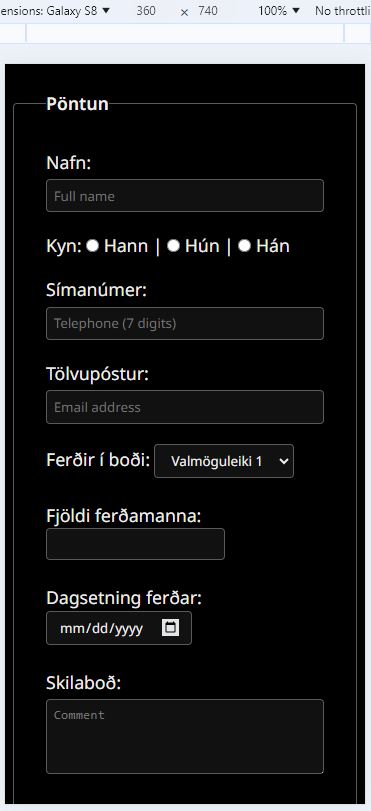 ensions: Galaxy S8 ▼ 360 × 740 100% ▼ No throttli
Pöntun
Nafn:
Full name
Kyn: Hann | Hún | Hán
Símanúmer:
Telephone (7 digits)
Tölvupóstur:
Email address
Ferðir í boði: Valmöguleiki 1
Fjöldi ferðamanna:
Dagsetning ferðar:
mm/dd/yyyy
Skilaboð:
Comment